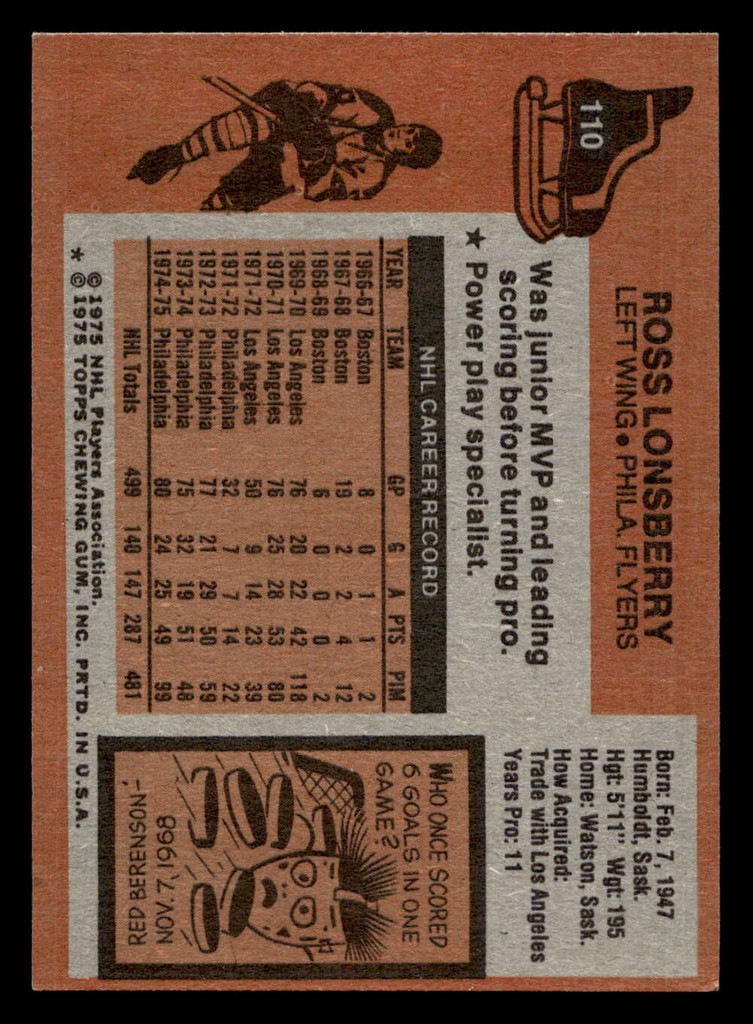 110
ROSS LONSBERRY
LEFT WING • PHILA. FLYERS
Was junior MVP and leading
scoring before turning pro.
★ Power play specialist.
Born: Feb. 7, 1947
Humboldt, Sask.
Hgt: 5'11" Wgt: 195
Home: Watson, Sask.
How Acquired:
Trade with Los Angeles
Years Pro: 11
NHL CAREER RECORD
YEAR TEAM GP G A PTS PIM
1966-67 Boston 8 0 1 1 2
1967-68 Boston 19 2 2 4 12
1968-69 Boston 6 0 0 0 2
1969-70 Los Angeles 76 20 22 42 118
1970-71 Los Angeles 76 25 28 53 80
1971-72 Los Angeles 50 9 14 23 39
1971-72 Philadelphia 32 7 7 14 22
1972-73 Philadelphia 77 21 29 50 59
1973-74 Philadelphia 75 32 19 51 48
1974-75 Philadelphia 80 24 25 49 99
NHL Totals 499 140 147 287 481
WHO ONCE SCORED
6 GOALS IN ONE
GAME?
RED BERENSON,
NOV. 7, 1968
© 1975 NHL Players Association.
* © 1975 TOPPS CHEWING GUM, INC. PRTD. IN U.S.A.